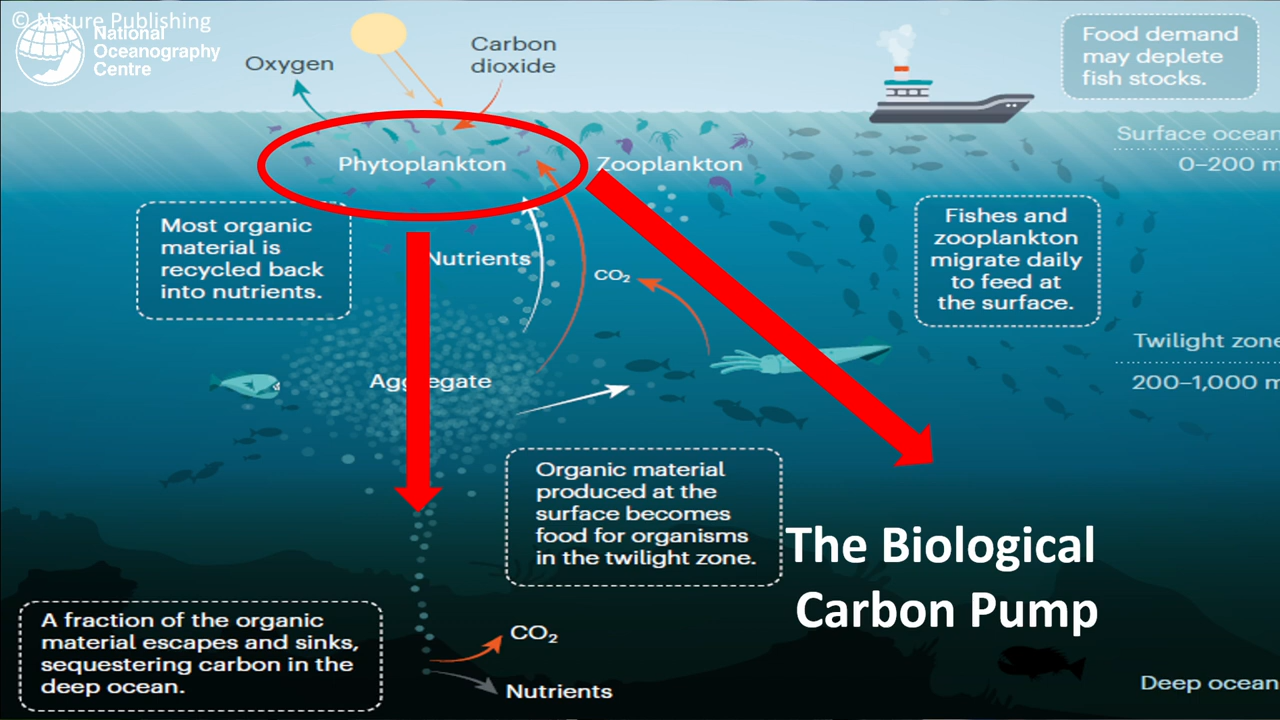 © Nature Publishing
National
Oceanography
Centre
Oxygen
Carbon
dioxide
Food demand
may deplete
fish stocks.
Phytoplankton
Zooplankton
Surface ocean
0–200 m
Most organic
material is
recycled back
into nutrients.
Nutrients
CO₂
Fishes and
zooplankton
migrate daily
to feed at
the surface.
Twilight zone
200–1,000 m
Aggregate
Organic material
produced at the
surface becomes
food for organisms
in the twilight zone.
The Biological
Carbon Pump
A fraction of the organic
material escapes and sinks,
sequestering carbon in the
deep ocean.
CO₂
Nutrients
Deep ocean